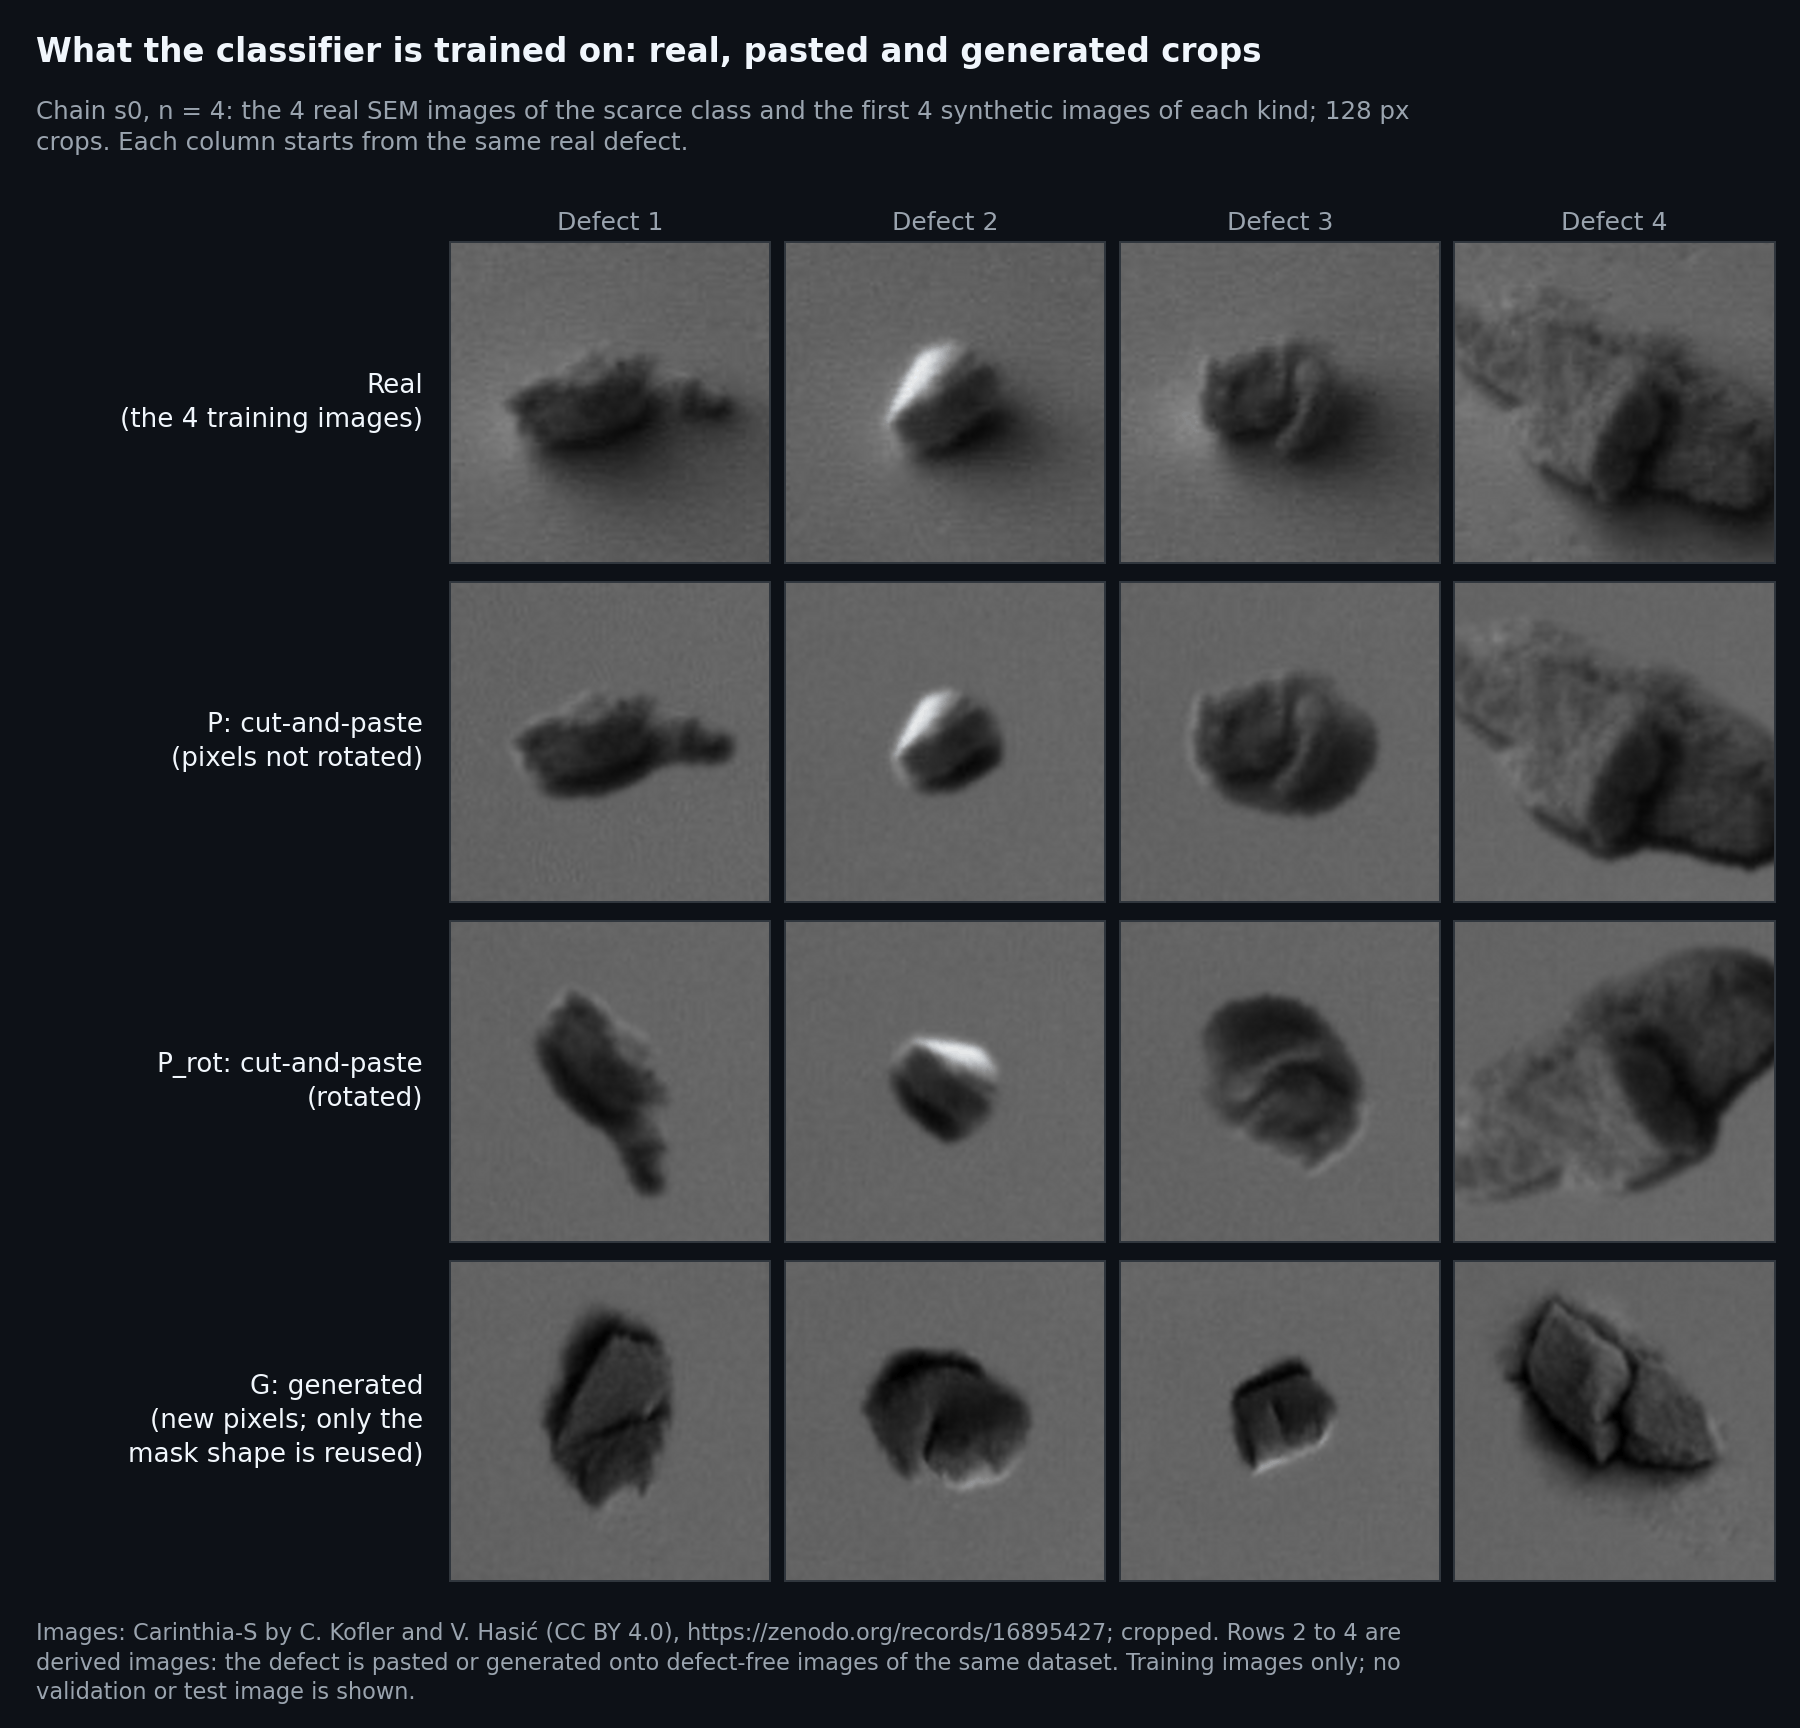 What the classifier is trained on: real, pasted and generated crops
Chain s0, n = 4: the 4 real SEM images of the scarce class and the first 4 synthetic images of each kind; 128 px
crops. Each column starts from the same real defect.
Defect 1
Defect 2
Defect 3
Defect 4
Real
(the 4 training images)
P: cut-and-paste
(pixels not rotated)
P_rot: cut-and-paste
(rotated)
G: generated
(new pixels; only the
mask shape is reused)
Images: Carinthia-S by C. Kofler and V. Hasić (CC BY 4.0), https://zenodo.org/records/16895427; cropped. Rows 2 to 4 are
derived images: the defect is pasted or generated onto defect-free images of the same dataset. Training images only; no
validation or test image is shown.